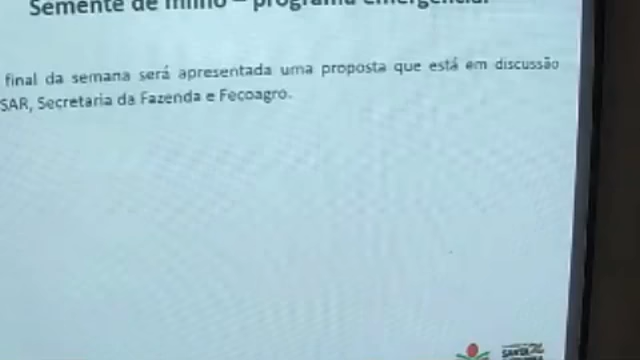 Semente de milho – programa emergencial
final da semana será apresentada uma proposta que está em discussão
SAR, Secretaria da Fazenda e Fecoagro.
SANTA